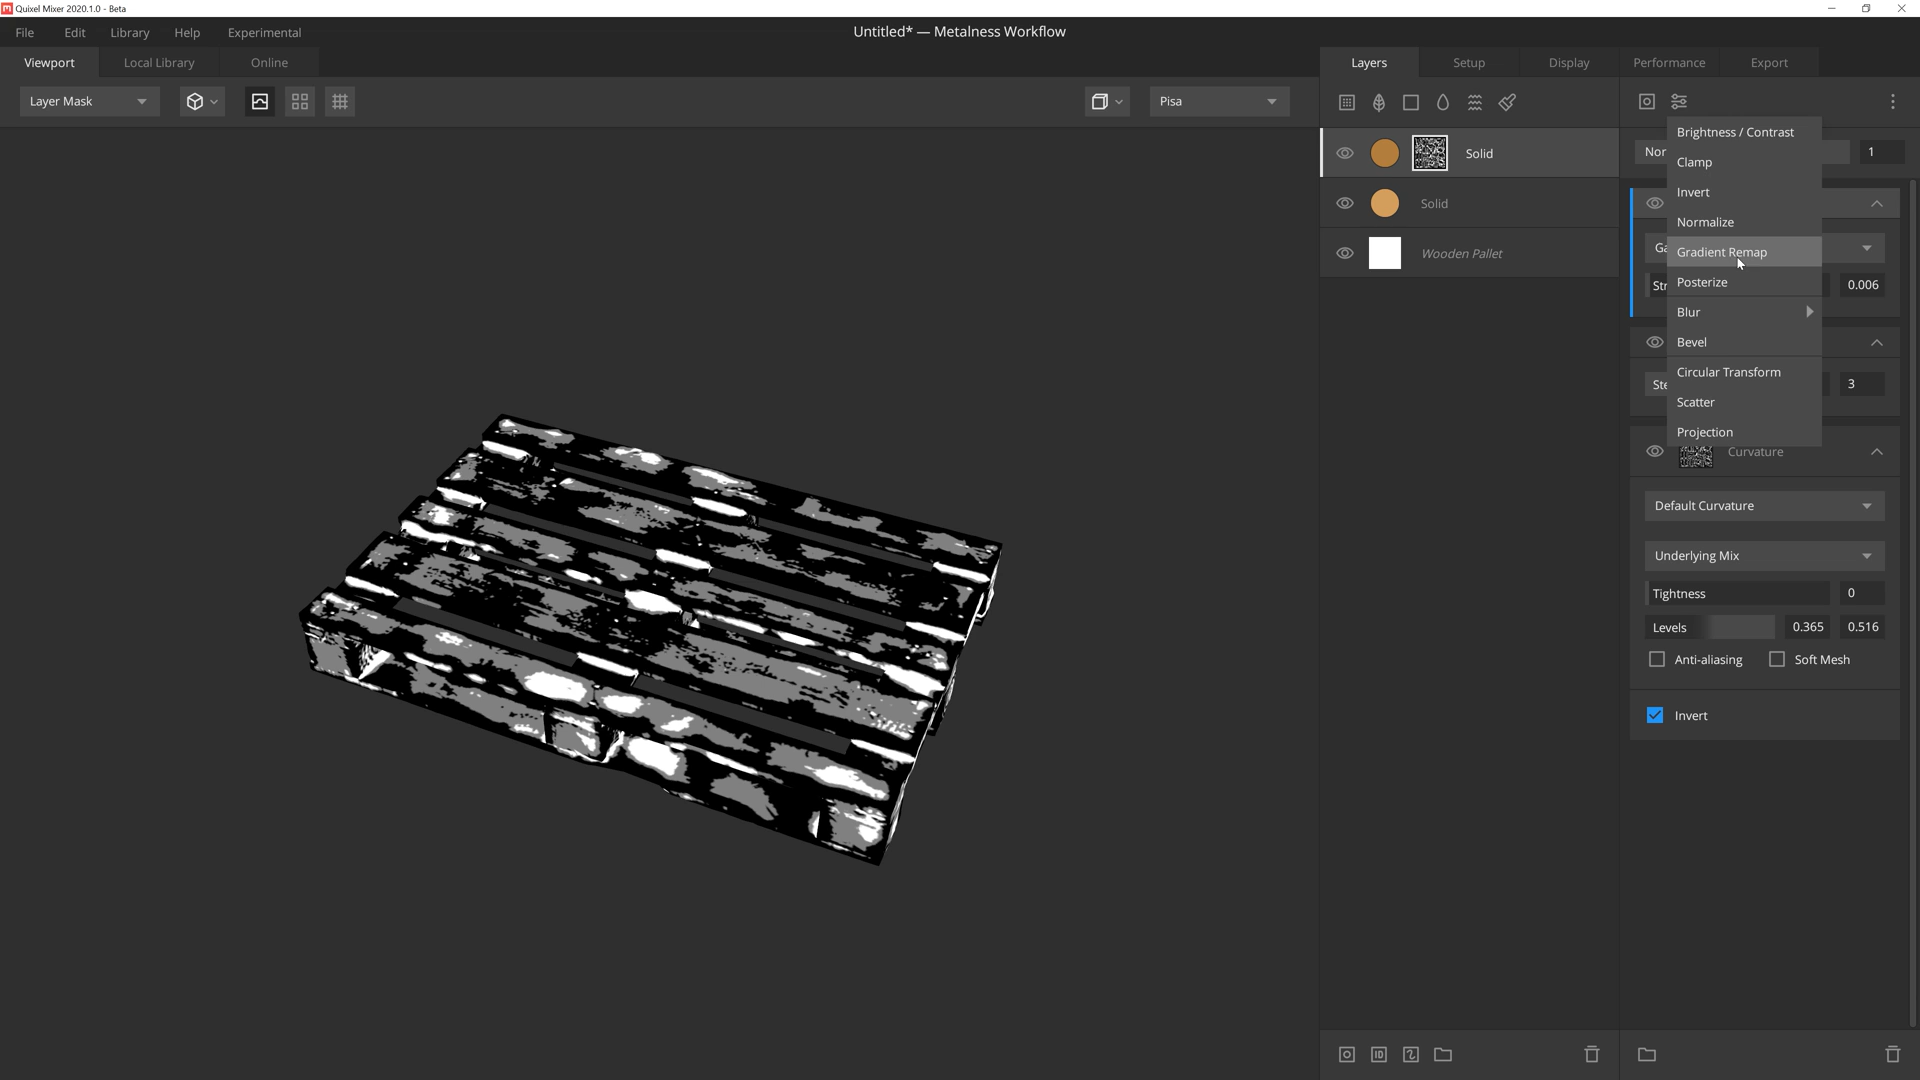 Quixel Mixer 2020.1.0 - Beta
File Edit Library Help Experimental
Untitled* — Metalness Workflow
Viewport Local Library Online
Layers Setup Display Performance Export
Layer Mask
Pisa
Solid
Solid
Wooden Pallet
Nor 1
Brightness / Contrast
Clamp
Invert
Normalize
Gradient Remap
Posterize
Blur
Bevel
Circular Transform
Scatter
Projection
Ga
Str 0.006
Ste 3
Curvature
Default Curvature
Underlying Mix
Tightness 0
Levels 0.365 0.516
Anti-aliasing Soft Mesh
Invert